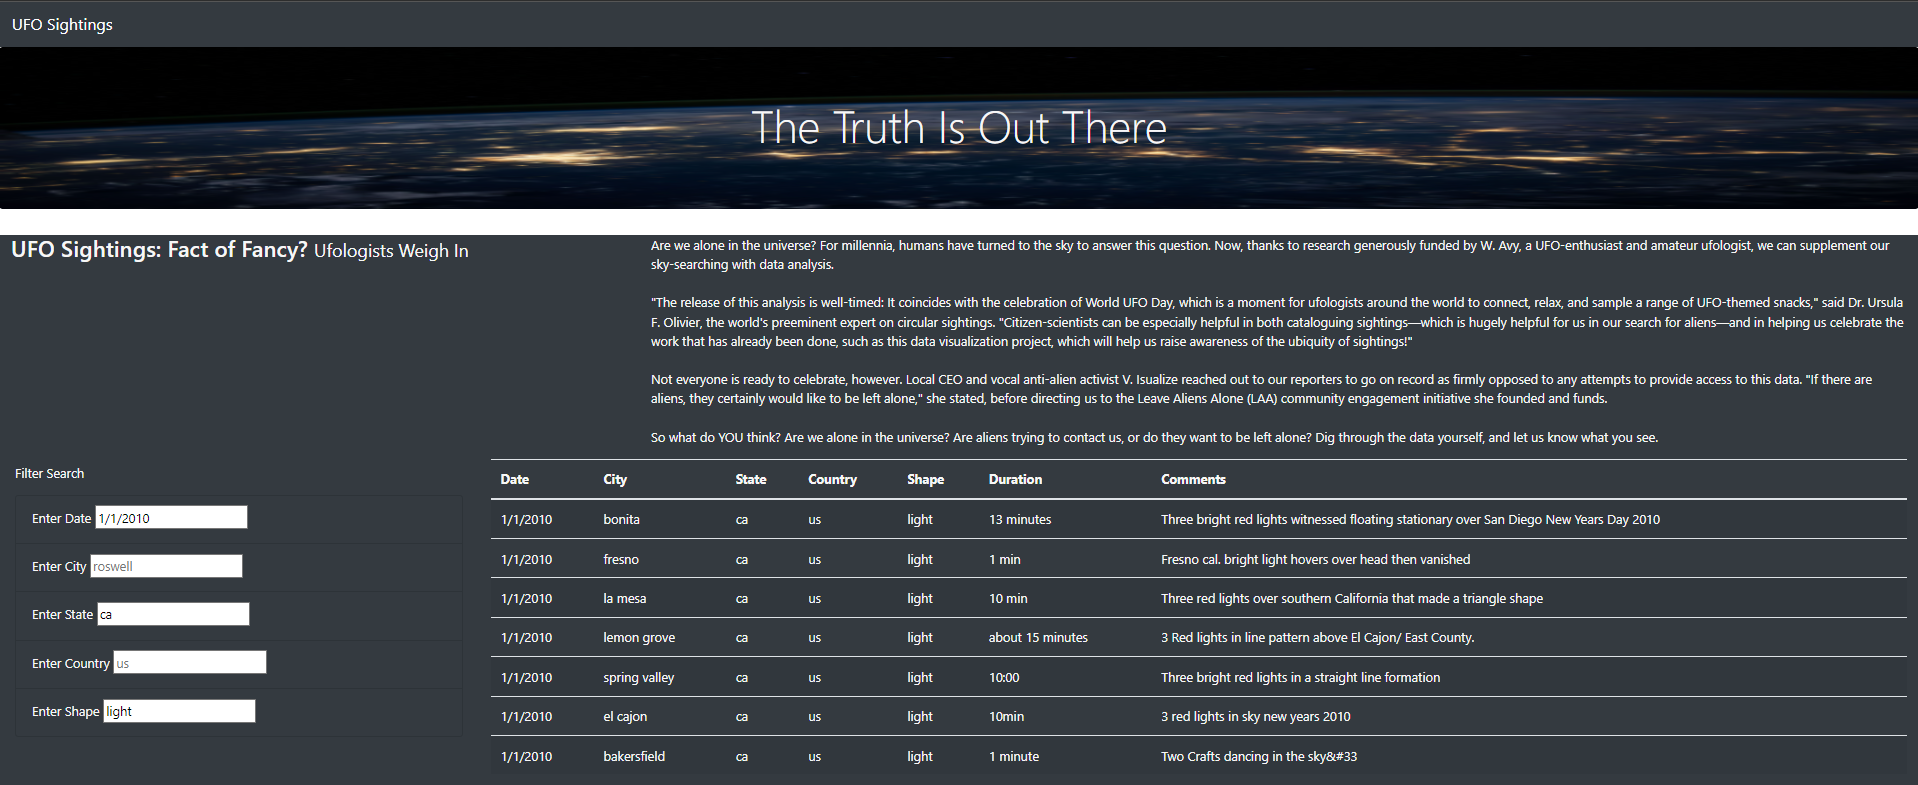 UFO Sightings
The Truth Is Out There
UFO Sightings: Fact of Fancy? Ufologists Weigh In
Are we alone in the universe? For millennia, humans have turned to the sky to answer this question. Now, thanks to research generously funded by W. Avy, a UFO-enthusiast and amateur ufologist, we can supplement our
sky-searching with data analysis.
"The release of this analysis is well-timed: It coincides with the celebration of World UFO Day, which is a moment for ufologists around the world to connect, relax, and sample a range of UFO-themed snacks," said Dr. Ursula
F. Olivier, the world's preeminent expert on circular sightings. "Citizen-scientists can be especially helpful in both cataloguing sightings—which is hugely helpful for us in our search for aliens—and in helping us celebrate the
work that has already been done, such as this data visualization project, which will help us raise awareness of the ubiquity of sightings!"
Not everyone is ready to celebrate, however. Local CEO and vocal anti-alien activist V. Isualize reached out to our reporters to go on record as firmly opposed to any attempts to provide access to this data. "If there are
aliens, they certainly would like to be left alone," she stated, before directing us to the Leave Aliens Alone (LAA) community engagement initiative she founded and funds.
So what do YOU think? Are we alone in the universe? Are aliens trying to contact us, or do they want to be left alone? Dig through the data yourself, and let us know what you see.
Filter Search
Enter Date 1/1/2010
Enter City roswell
Enter State ca
Enter Country us
Enter Shape light
Date City State Country Shape Duration Comments
1/1/2010 bonita ca us light 13 minutes Three bright red lights witnessed floating stationary over San Diego New Years Day 2010
1/1/2010 fresno ca us light 1 min Fresno cal. bright light hovers over head then vanished
1/1/2010 la mesa ca us light 10 min Three red lights over southern California that made a triangle shape
1/1/2010 lemon grove ca us light about 15 minutes 3 Red lights in line pattern above El Cajon/ East County.
1/1/2010 spring valley ca us light 10:00 Three bright red lights in a straight line formation
1/1/2010 el cajon ca us light 10min 3 red lights in sky new years 2010
1/1/2010 bakersfield ca us light 1 minute Two Crafts dancing in the sky&#33